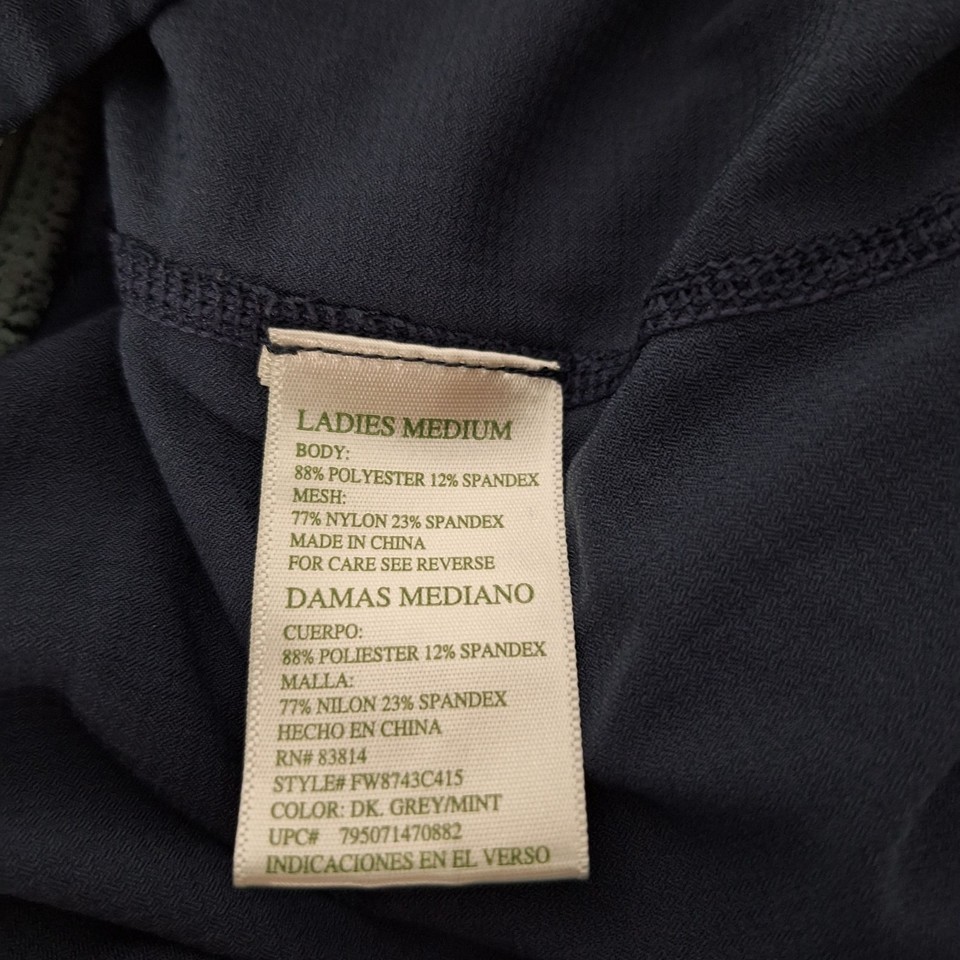 LADIES MEDIUM
BODY:
88% POLYESTER 12% SPANDEX
MESH:
77% NYLON 23% SPANDEX
MADE IN CHINA
FOR CARE SEE REVERSE
DAMAS MEDIANO
CUERPO:
88% POLIESTER 12% SPANDEX
MALLA:
77% NILON 23% SPANDEX
HECHO EN CHINA
RN# 83814
STYLE# FW8743C415
COLOR: DK. GREY/MINT
UPC# 795071470882
INDICACIONES EN EL VERSO